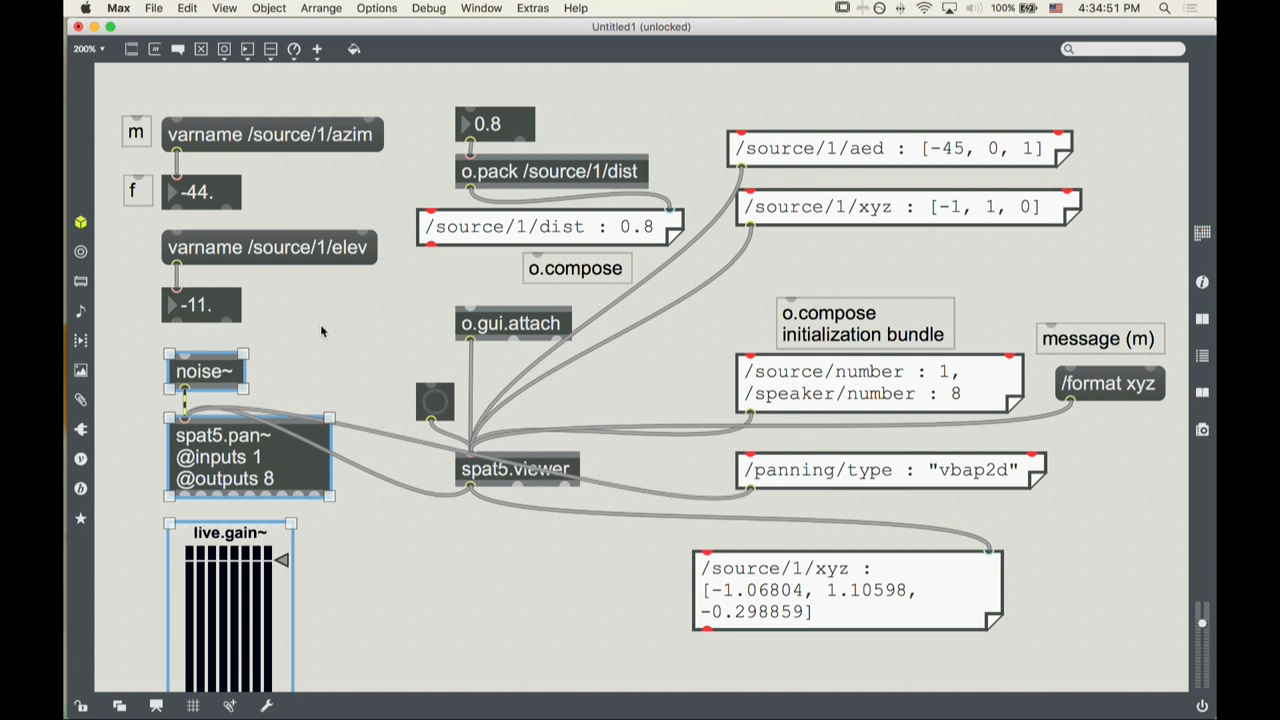 Max File Edit View Object Arrange Options Debug Window Extras Help
100% 4:34:51 PM
Untitled1 (unlocked)
200%
m
varname /source/1/azim
f
-44.
varname /source/1/elev
-11.
noise~
spat5.pan~
@inputs 1
@outputs 8
live.gain~
0.8
o.pack /source/1/dist
/source/1/dist : 0.8
o.compose
o.gui.attach
spat5.viewer
/source/1/aed : [-45, 0, 1]
/source/1/xyz : [-1, 1, 0]
o.compose
initialization bundle
message (m)
/source/number : 1,
/speaker/number : 8
/format xyz
/panning/type : "vbap2d"
/source/1/xyz :
[-1.06804, 1.10598,
-0.298859]